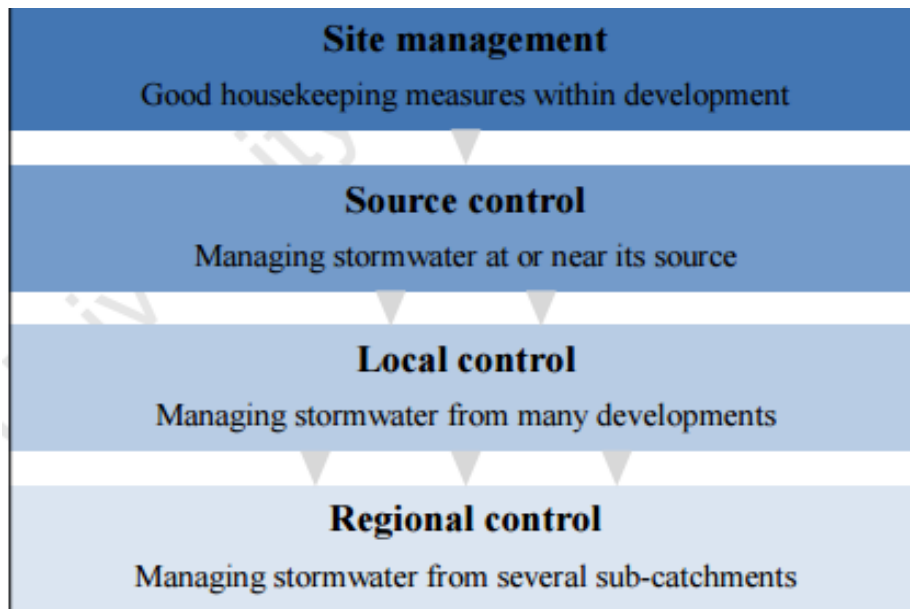 Site management
Good housekeeping measures within development
Source control
Managing stormwater at or near its source
Local control
Managing stormwater from many developments
Regional control
Managing stormwater from several sub-catchments